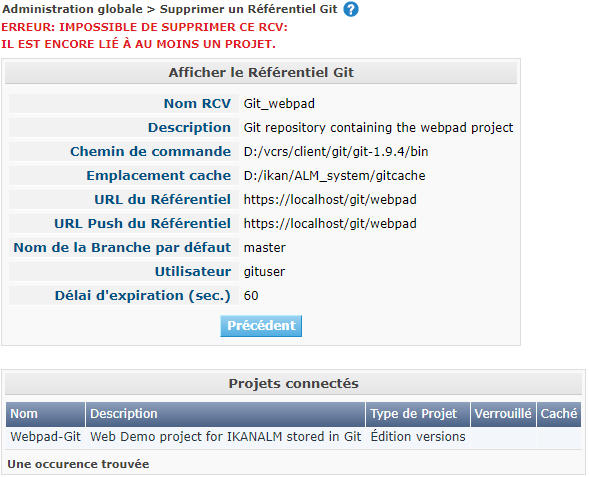 Administration globale > Supprimer un Référentiel Git ?
ERREUR: IMPOSSIBLE DE SUPPRIMER CE RCV:
IL EST ENCORE LIÉ À AU MOINS UN PROJET.
Afficher le Référentiel Git
Nom RCV Git_webpad
Description Git repository containing the webpad project
Chemin de commande D:/vcrs/client/git/git-1.9.4/bin
Emplacement cache D:/ikan/ALM_system/gitcache
URL du Référentiel https://localhost/git/webpad
URL Push du Référentiel https://localhost/git/webpad
Nom de la Branche par défaut master
Utilisateur gituser
Délai d'expiration (sec.) 60
Précédent
Projets connectés
Nom Description Type de Projet Verrouillé Caché
Webpad-Git Web Demo project for IKANALM stored in Git Édition versions
Une occurence trouvée